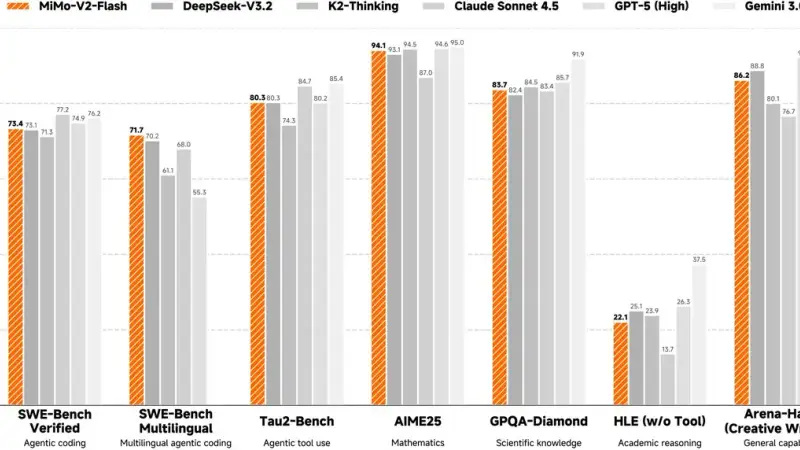 MiMo-V2-Flash DeepSeek-V3.2 K2-Thinking Claude Sonnet 4.5 GPT-5 (High) Gemini 3.
73.4 73.1 71.3 77.2 74.9 76.2
71.7 70.2 61.1 68.0 55.3
80.3 80.3 74.3 84.7 80.2 85.4
94.1 93.1 94.5 87.0 94.6 95.0
83.7 82.4 84.5 83.4 85.7 91.9
22.1 25.1 23.9 13.7 26.3 37.5
86.2 88.8 80.1 76.7
SWE-Bench
Verified
Agentic coding
SWE-Bench
Multilingual
Multilingual agentic coding
Tau2-Bench
Agentic tool use
AIME25
Mathematics
GPQA-Diamond
Scientific knowledge
HLE (w/o Tool)
Academic reasoning
Arena-Ha
(Creative Wr
General capab